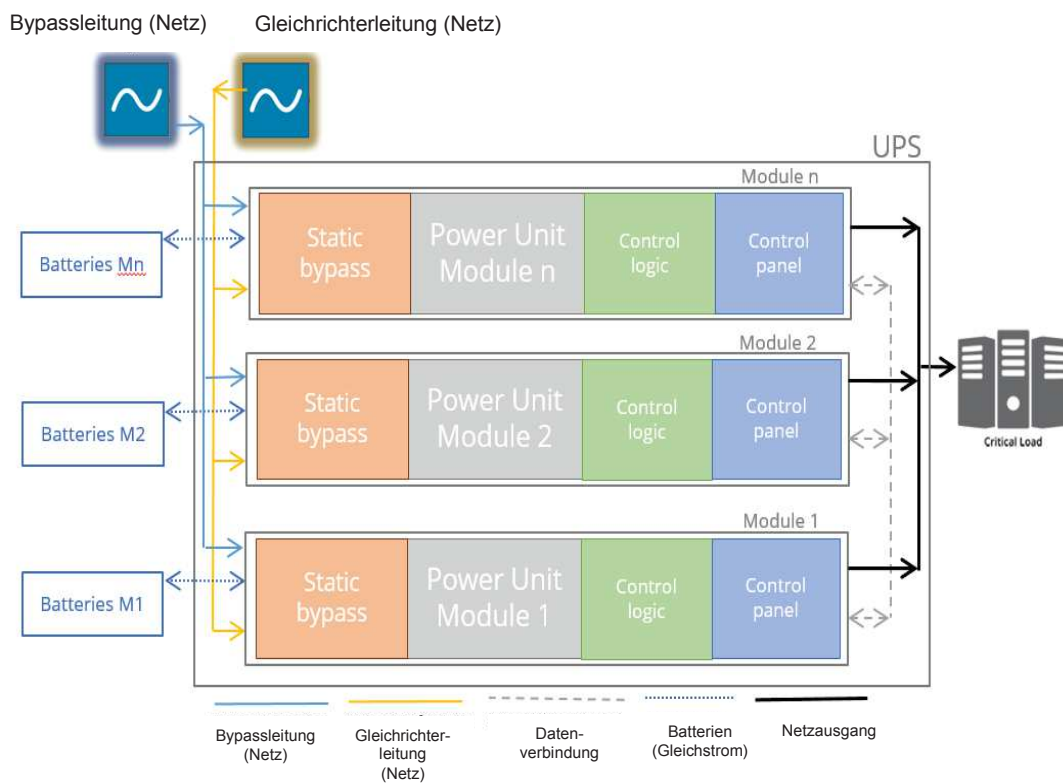 Bypassleitung (Netz)
Gleichrichterleitung (Netz)
UPS
Module n
Static
bypass
Power Unit
Module n
Control
logic
Control
panel
Batteries Mn
Module 2
Static
bypass
Power Unit
Module 2
Control
logic
Control
panel
Batteries M2
Critical Load
Module 1
Static
bypass
Power Unit
Module 1
Control
logic
Control
panel
Batteries M1
Bypassleitung
(Netz)
Gleichrichter-
leitung
(Netz)
Daten-
verbindung
Batterien
(Gleichstrom)
Netzausgang